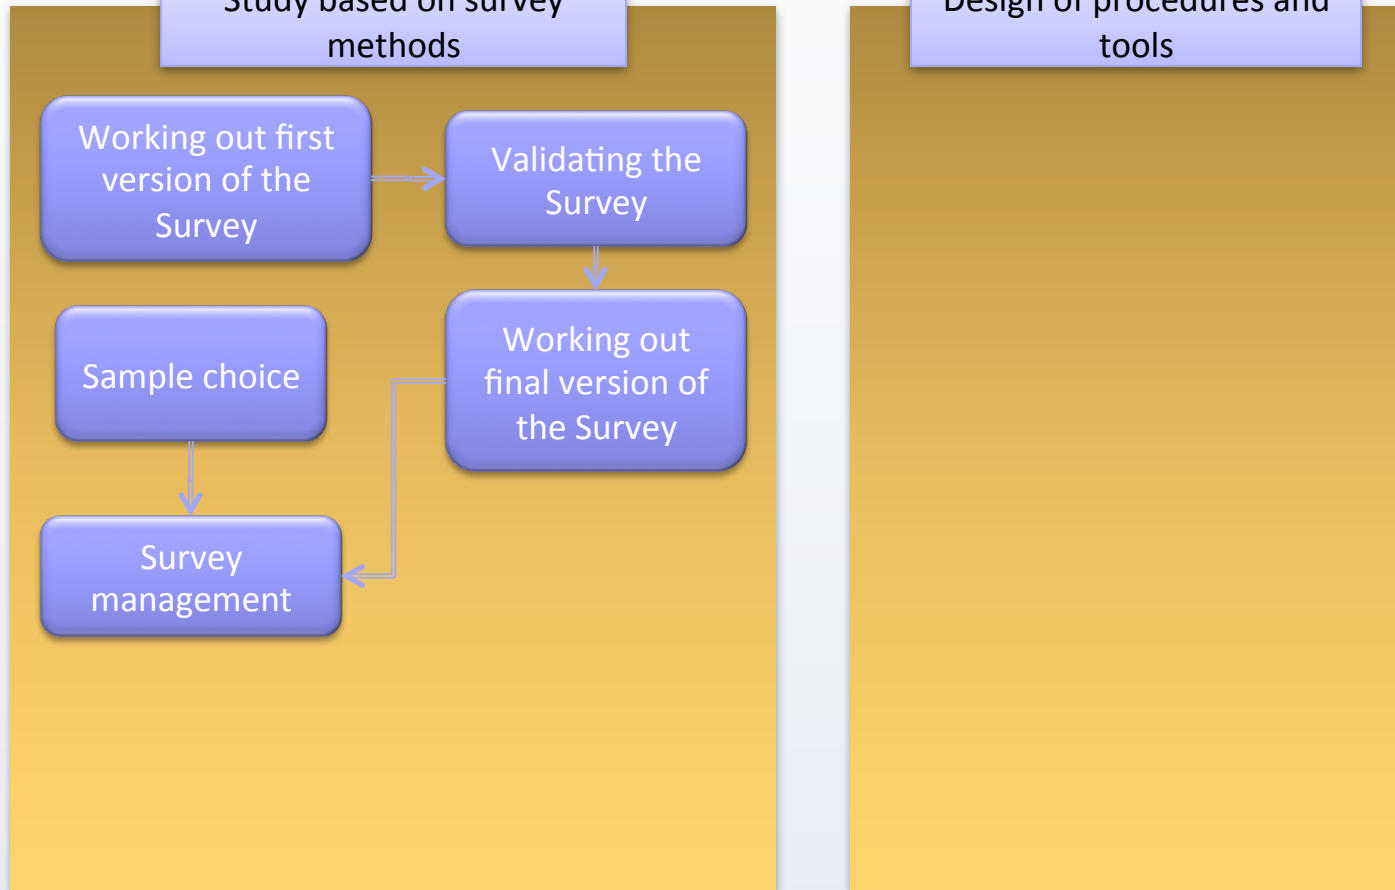 Study based on survey
methods
Design of procedures and
tools
Working out first
version of the
Survey
Validating the
Survey
Sample choice
Working out
final version of
the Survey
Survey
management